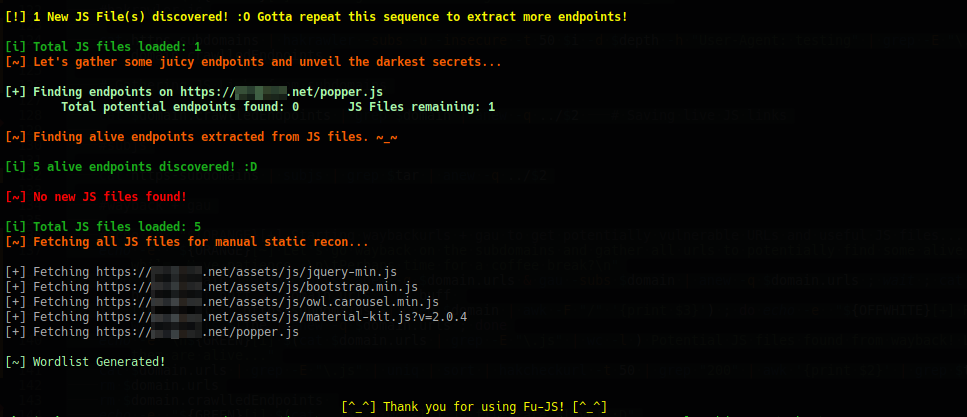 [!] 1 New JS File(s) discovered! :O Gotta repeat this sequence to extract more endpoints!
[i] Total JS files loaded: 1
[~] Let's gather some juicy endpoints and unveil the darkest secrets...
[+] Finding endpoints on https:// .net/popper.js
Total potential endpoints found: 0 JS Files remaining: 1
[~] Finding alive endpoints extracted from JS files. ~_~
[i] 5 alive endpoints discovered! :D
[~] No new JS files found!
[i] Total JS files loaded: 5
[~] Fetching all JS files for manual static recon...
[+] Fetching https:// .net/assets/js/jquery-min.js
[+] Fetching https:// .net/assets/js/bootstrap.min.js
[+] Fetching https:// .net/assets/js/owl.carousel.min.js
[+] Fetching https:// .net/assets/js/material-kit.js?v=2.0.4
[+] Fetching https:// .net/popper.js
[~] Wordlist Generated!
[^_^] Thank you for using Fu-JS! [^_^]